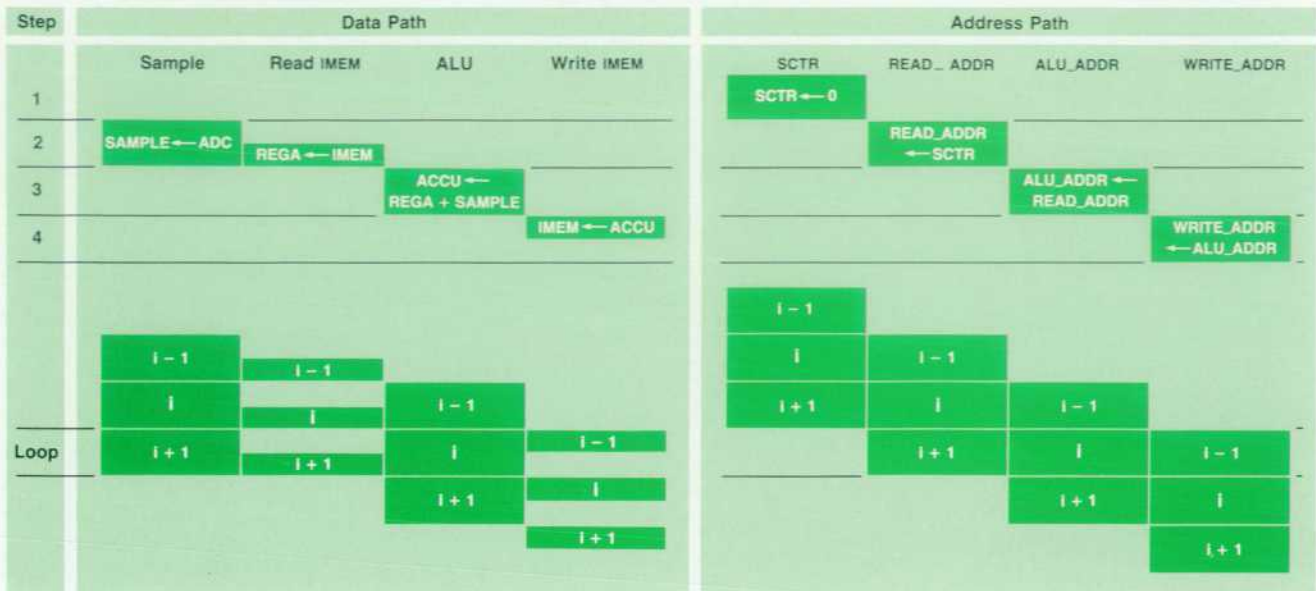 Step
Data Path
Address Path
Sample Read IMEM ALU Write IMEM
SCTR READ_ ADDR ALU_ADDR WRITE_ADDR
1
SCTR ← 0
2
SAMPLE ← ADC
REGA ← IMEM
READ_ADDR
← SCTR
3
ACCU ←
REGA + SAMPLE
ALU_ADDR ←
READ_ADDR
4
IMEM ← ACCU
WRITE_ADDR
← ALU_ADDR
i – 1
i – 1
i – 1
i
i – 1
i
i
i – 1
i + 1
i
i – 1
Loop
i + 1
i + 1
i
i – 1
i + 1
i
i – 1
i + 1
i
i + 1
i
i + 1
i + 1